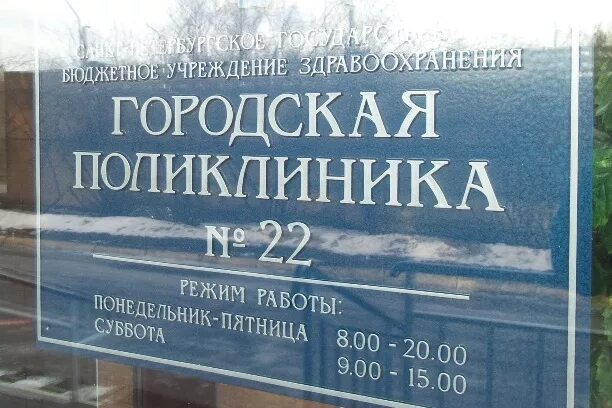 САНКТ-ПЕТЕРБУРГСКОЕ ГОСУДАРСТВЕННОЕ
БЮДЖЕТНОЕ УЧРЕЖДЕНИЕ ЗДРАВООХРАНЕНИЯ
ГОРОДСКАЯ
ПОЛИКЛИНИКА
№ 22
РЕЖИМ РАБОТЫ:
ПОНЕДЕЛЬНИК-ПЯТНИЦА 8.00 - 20.00
СУББОТА 9.00 - 15.00